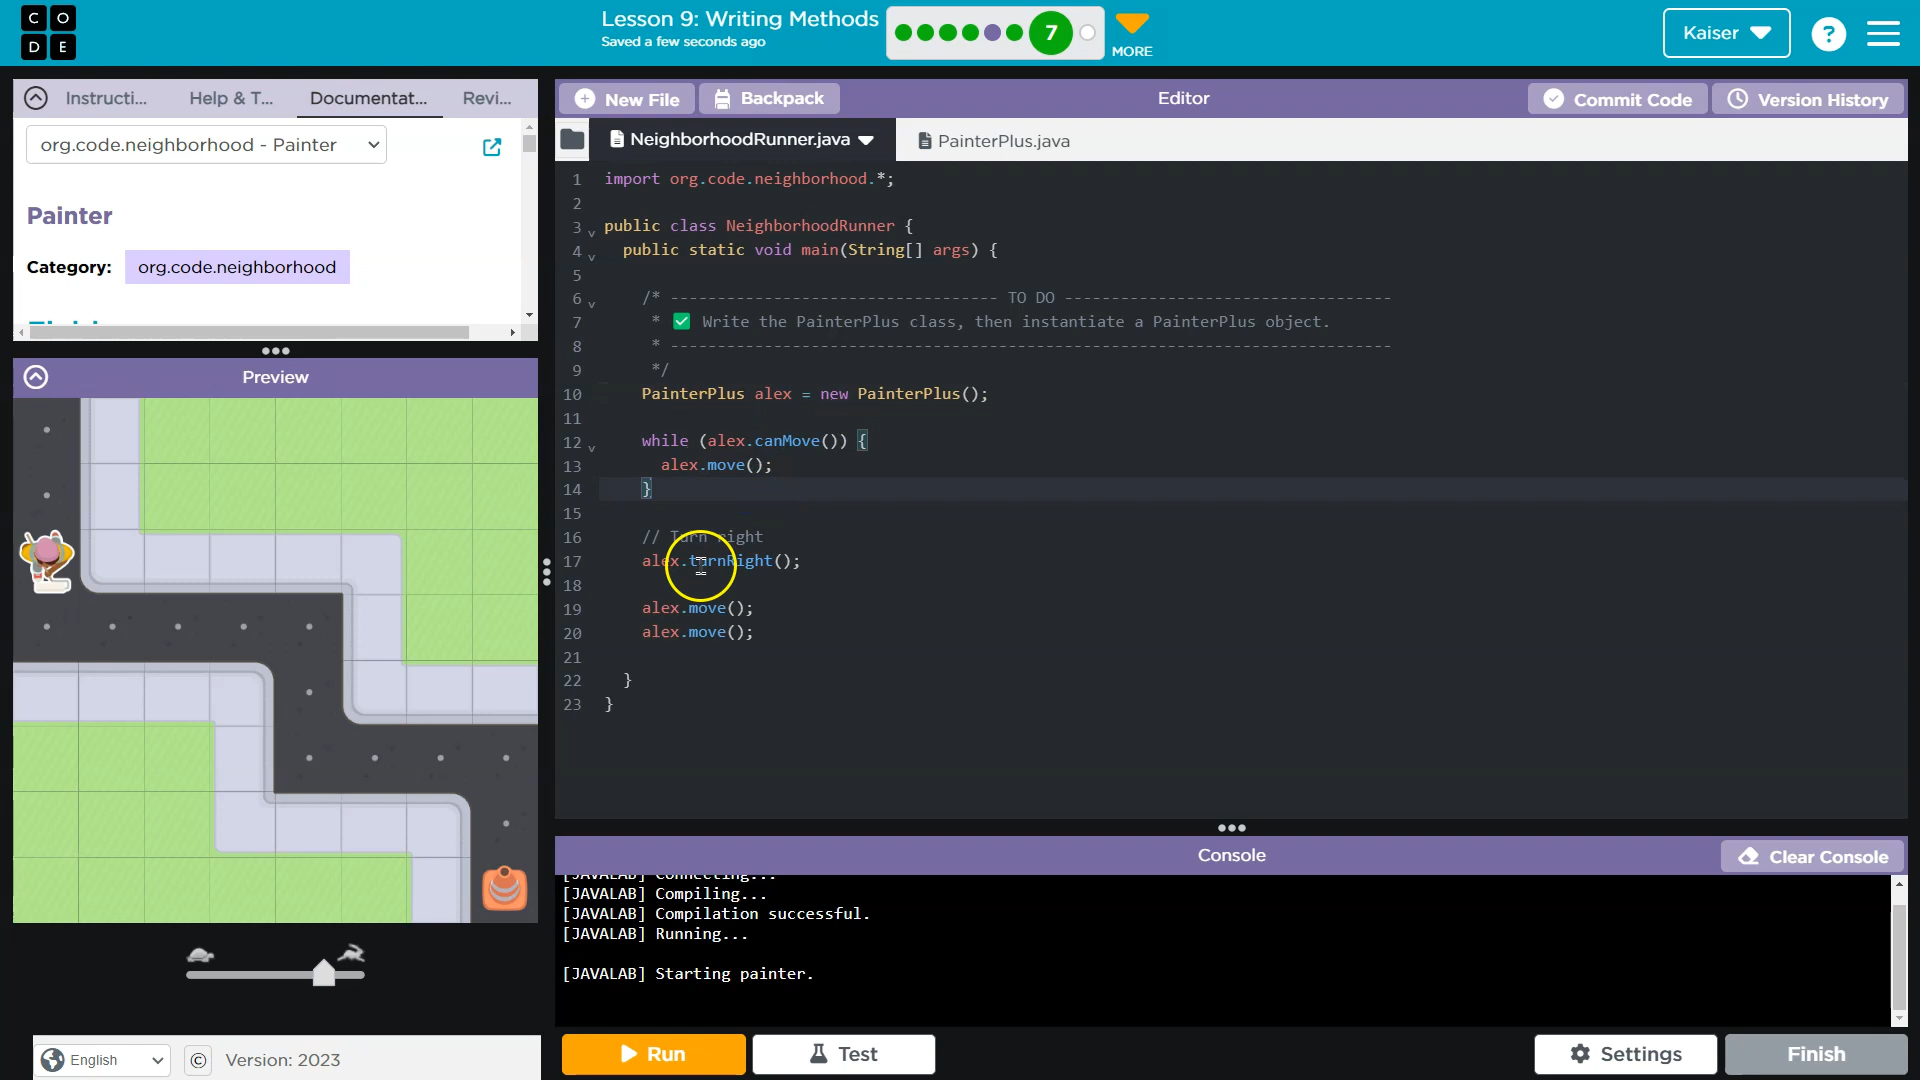 C O
D E
Lesson 9: Writing Methods
Saved a few seconds ago
7
MORE
Kaiser
?
Instructi...
Help & T...
Documentat...
Revi...
org.code.neighborhood - Painter
Painter
Category: org.code.neighborhood
Preview
English
©
Version: 2023
New File
Backpack
Editor
Commit Code
Version History
NeighborhoodRunner.java
PainterPlus.java
1 import org.code.neighborhood.*;
2
3 public class NeighborhoodRunner {
4 public static void main(String[] args) {
5
6 /* ----------------------------------- TO DO -----------------------------------
7 * ✅ Write the PainterPlus class, then instantiate a PainterPlus object.
8 * -----------------------------------------------------------------------------
9 */
10 PainterPlus alex = new PainterPlus();
11
12 while (alex.canMove()) {
13 alex.move();
14 }
15
16 // Turn right
17 alex.turnRight();
18
19 alex.move();
20 alex.move();
21
22 }
23 }
Console
Clear Console
[JAVALAB] Connecting...
[JAVALAB] Compiling...
[JAVALAB] Compilation successful.
[JAVALAB] Running...
[JAVALAB] Starting painter.
Run
Test
Settings
Finish